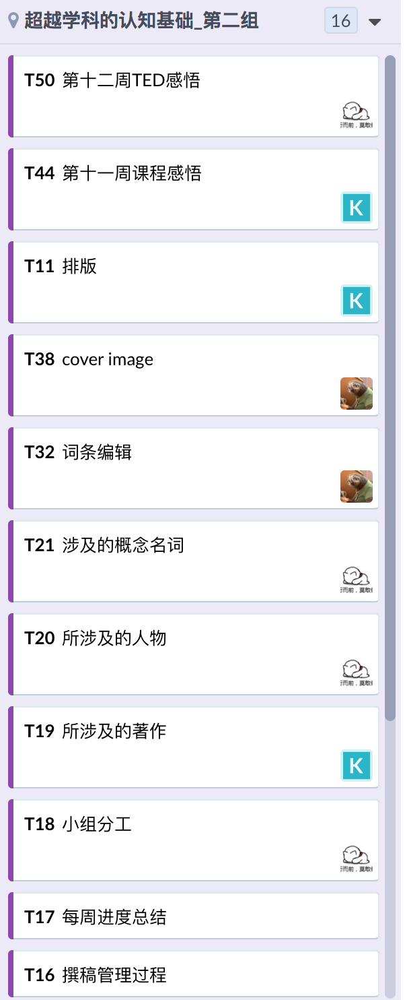 超越学科的认知基础_第二组 16
T50 第十二周TED感悟
T44 第十一周课程感悟
K
T11 排版
K
T38 cover image
T32 词条编辑
T21 涉及的概念名词
T20 所涉及的人物
T19 所涉及的著作
K
T18 小组分工
T17 每周进度总结
T16 撰稿管理过程